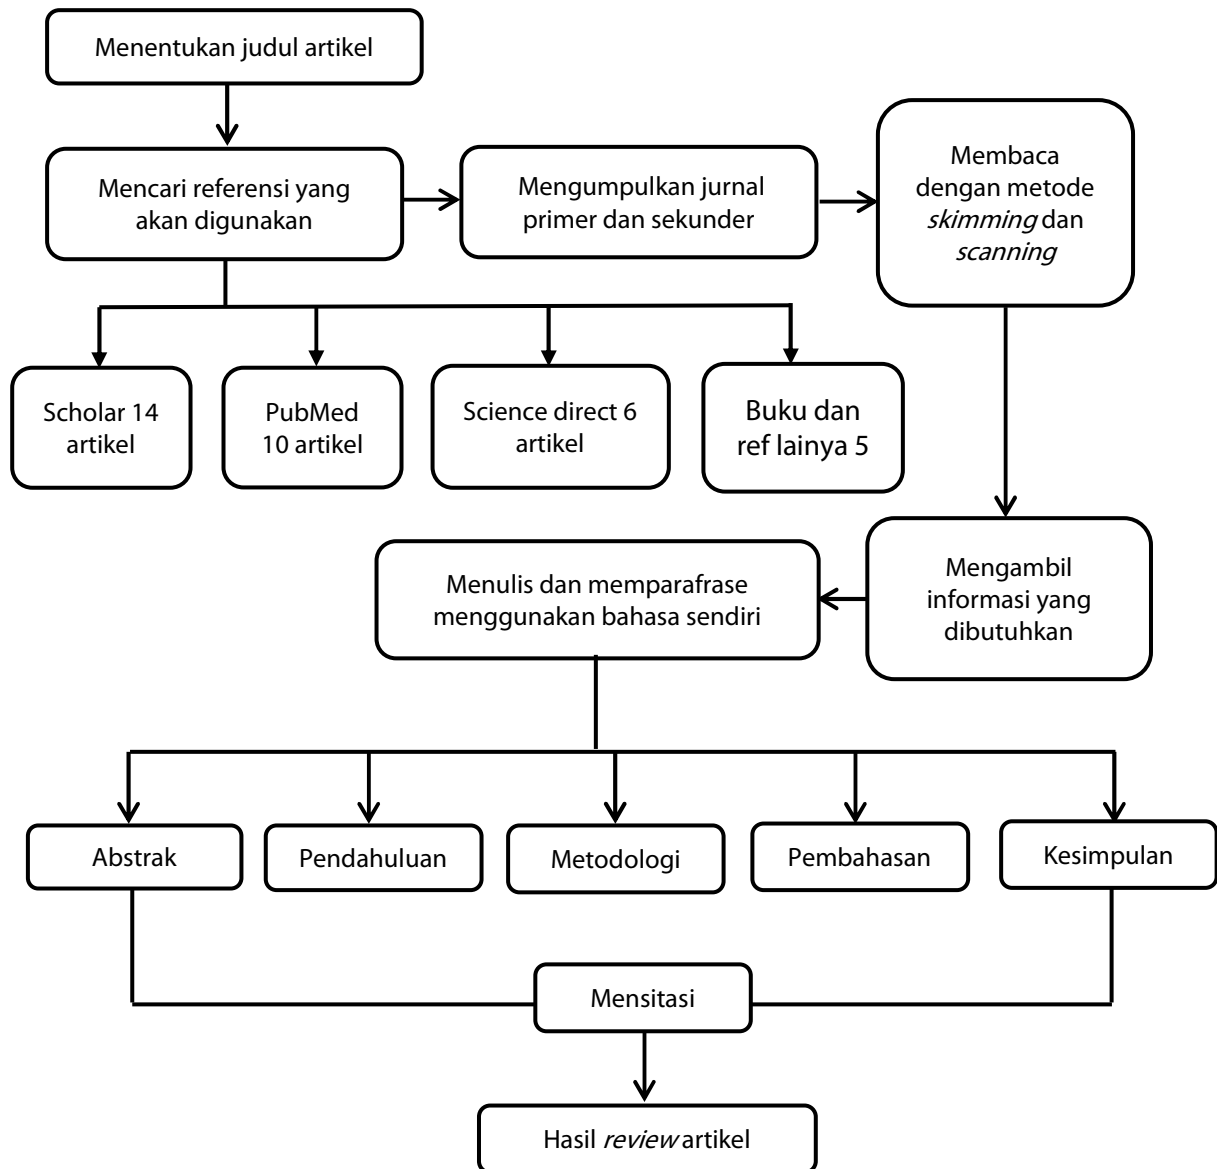 Menentukan judul artikel
Mencari referensi yang
akan digunakan
Mengumpulkan jurnal
primer dan sekunder
Membaca
dengan metode
skimming dan
scanning
Scholar 14
artikel
PubMed
10 artikel
Science direct 6
artikel
Buku dan
ref lainya 5
Mengambil
informasi yang
dibutuhkan
Menulis dan memparafrase
menggunakan bahasa sendiri
Abstrak
Pendahuluan
Metodologi
Pembahasan
Kesimpulan
Mensitasi
Hasil review artikel